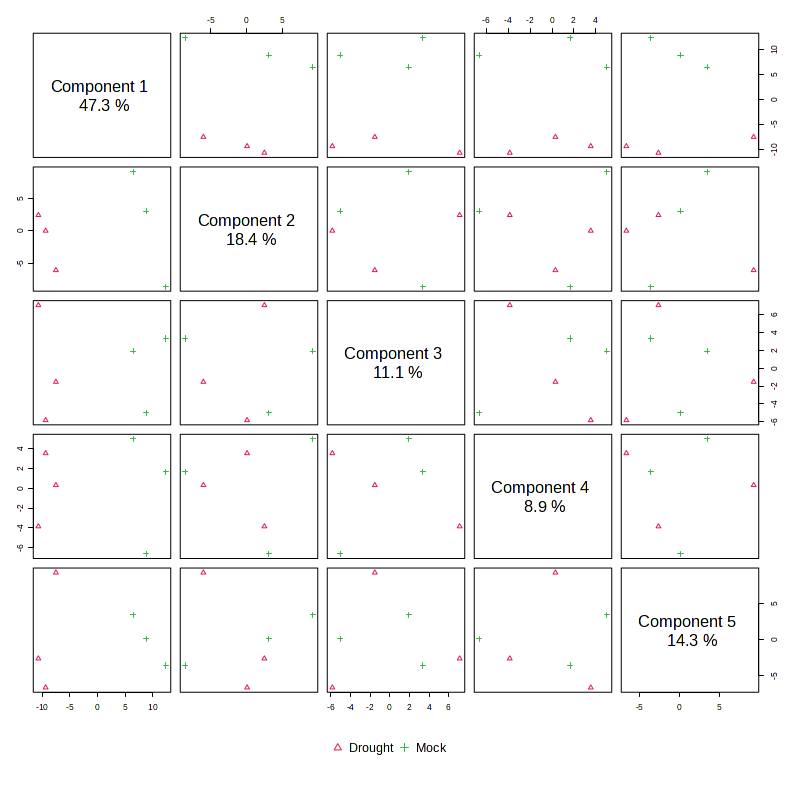 -5 0 5
-6 -4 -2 0 2 4
Component 1
47.3 %
-10 -5 0 5 10
-5 0 5
Component 2
18.4 %
Component 3
11.1 %
-6 -4 -2 0 2 4 6
-6 -4 -2 0 2 4
Component 4
8.9 %
Component 5
14.3 %
-5 0 5
-10 -5 0 5 10
-6 -4 -2 0 2 4 6
-5 0 5
Drought Mock